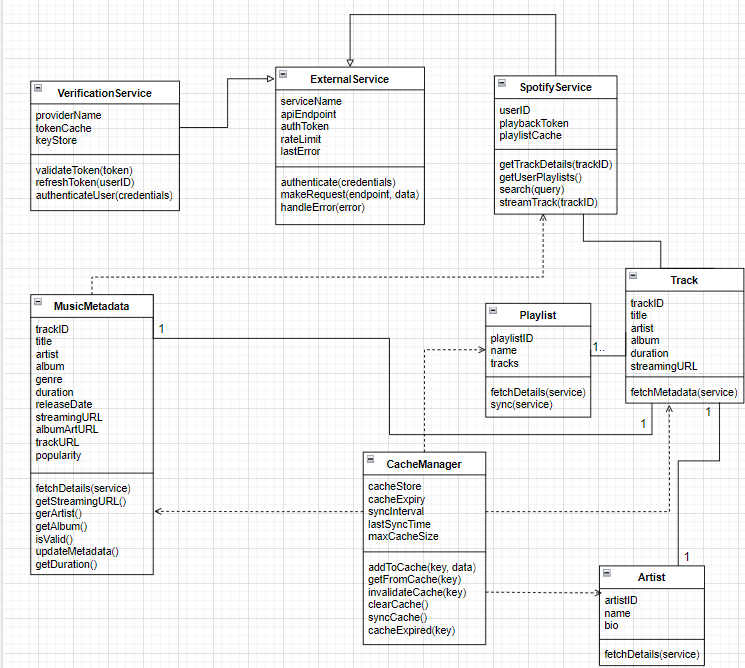 VerificationService
providerName
tokenCache
keyStore
validateToken(token)
refreshToken(userID)
authenticateUser(credentials)
ExternalService
serviceName
apiEndpoint
authToken
rateLimit
lastError
authenticate(credentials)
makeRequest(endpoint, data)
handleError(error)
SpotifyService
userID
playbackToken
playlistCache
getTrackDetails(trackID)
getUserPlaylists()
search(query)
streamTrack(trackID)
MusicMetadata
trackID
title
artist
album
genre
duration
releaseDate
streamingURL
albumArtURL
trackURL
popularity
fetchDetails(service)
getStreamingURL()
gerArtist()
getAlbum()
isValid()
updateMetadata()
getDuration()
1
Playlist
playlistID
name
tracks
fetchDetails(service)
sync(service)
1..
Track
trackID
title
artist
album
duration
streamingURL
fetchMetadata(service)
1
1
CacheManager
cacheStore
cacheExpiry
syncInterval
lastSyncTime
maxCacheSize
addToCache(key, data)
getFromCache(key)
invalidateCache(key)
clearCache()
syncCache()
cacheExpired(key)
1
Artist
artistID
name
bio
fetchDetails(service)